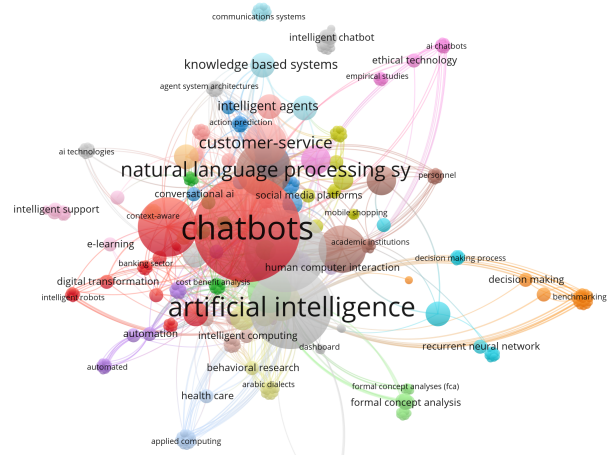 communications systems
intelligent chatbot
ai chatbots
ethical technology
knowledge based systems
empirical studies
agent system architectures
intelligent agents
action prediction
customer-service
ai technologies
natural language processing sy
personnel
conversational ai
social media platforms
intelligent support
context-aware
mobile shopping
chatbots
e-learning
academic institutions
banking sector
human computer interaction
decision making process
digital transformation
cost benefit analysis
decision making
intelligent robots
benchmarking
artificial intelligence
automation
intelligent computing
dashboard
recurrent neural network
automated
behavioral research
arabic dialects
formal concept analyses (fca)
health care
formal concept analysis
applied computing